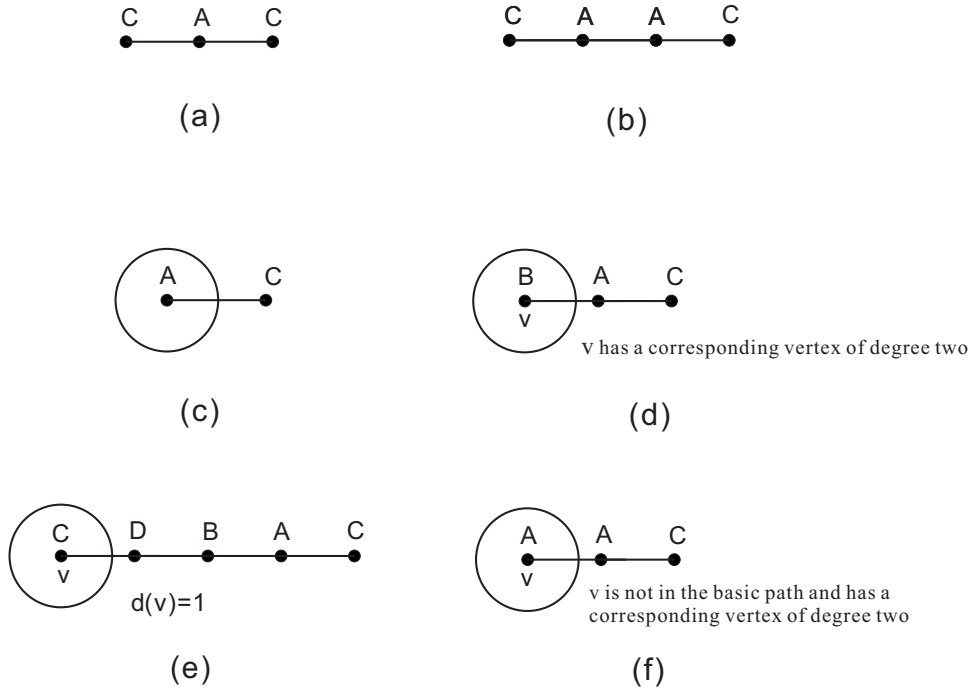 C A C
C A A C
(a)
(b)
A C
B A C
v
v has a corresponding vertex of degree two
(c)
(d)
C D B A C
v
d(v)=1
A A C
v
v is not in the basic path and has a
corresponding vertex of degree two
(e)
(f)